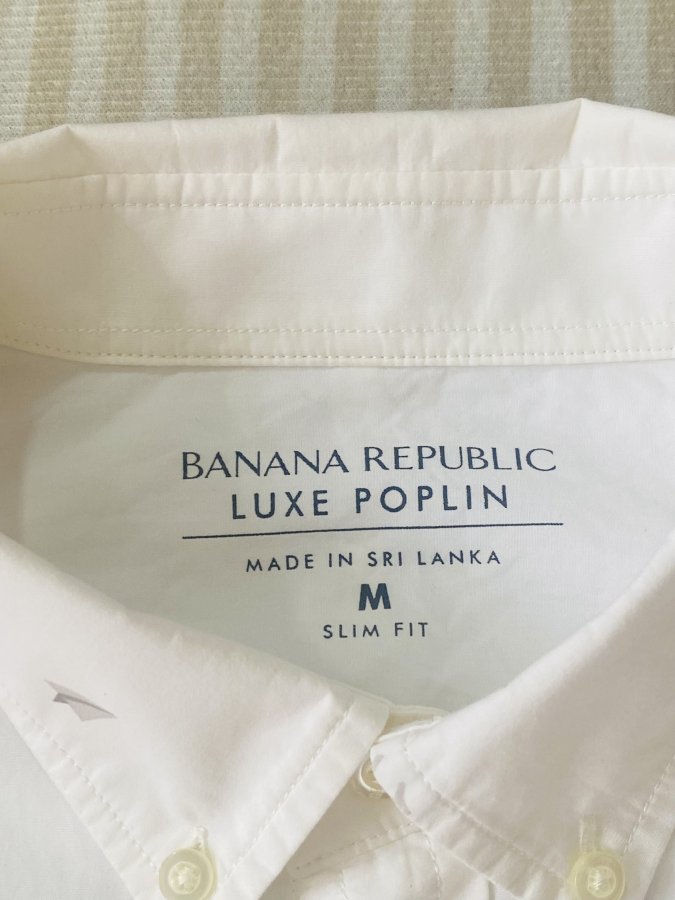 BANANA REPUBLIC
LUXE POPLIN
MADE IN SRI LANKA
M
SLIM FIT